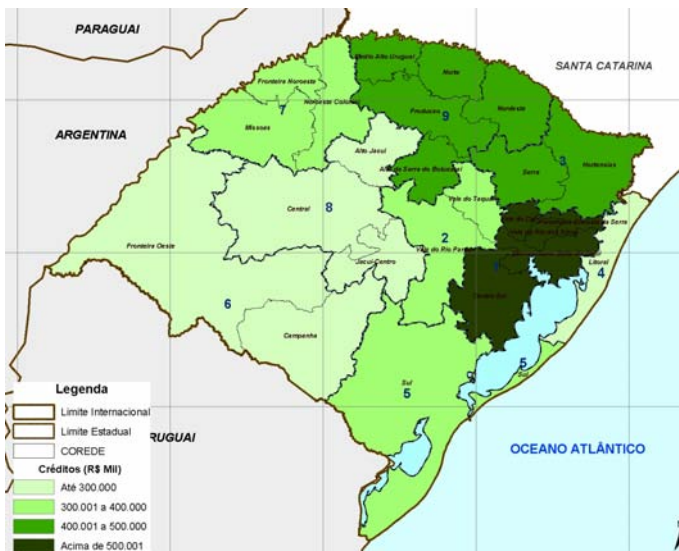 PARAGUAI
SANTA CATARINA
ARGENTINA
Médio Alto Uruguai
Norte
Fronteira Noroeste
Noroeste Colonial
Nordeste
7
Produção
9
Missões
Alto Jacuí
3
Hortênsias
Serra
Alto da Serra do Botucaraí
Vale do Taquari
Central
8
2
Fronteira Oeste
Vale do Rio Pardo
Litoral
4
Jacuí-Centro
6
Centro-Sul
Campanha
5
Sul
Sul
5
OCEANO ATLÂNTICO
Legenda
Limite Internacional
Limite Estadual
RUGUAI
COREDE
Créditos (R$ Mil)
Até 300.000
300.001 a 400.000
400.001 a 500.000
Acima de 500.001